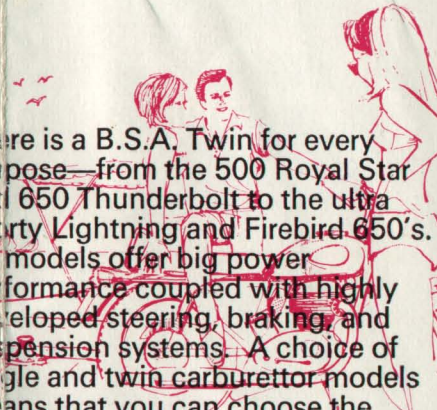 ere is a B.S.A. Twin for every
pose—from the 500 Royal Star
d 650 Thunderbolt to the ultra
rty Lightning and Firebird 650's.
models offer big power
formance coupled with highly
veloped steering, braking, and
pension systems. A choice of
gle and twin carburettor models
ans that you can choose the